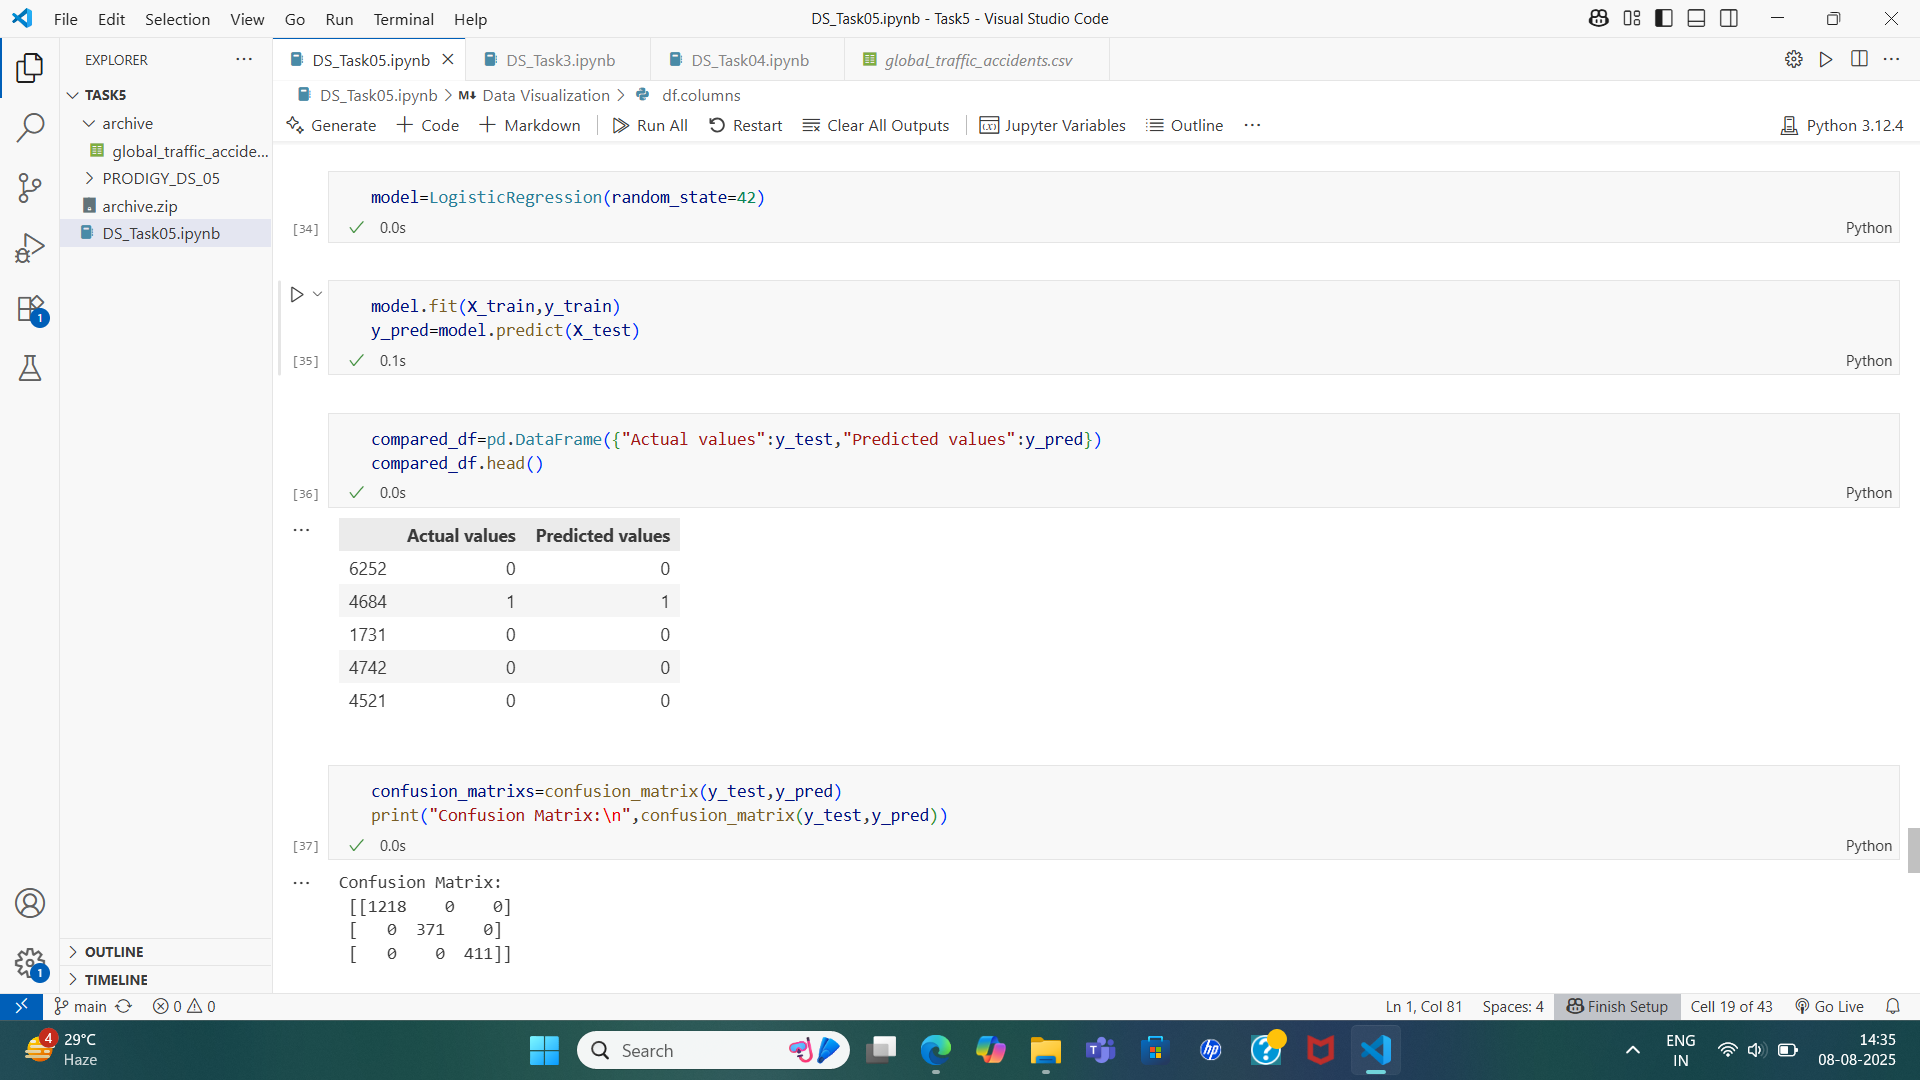 File Edit Selection View Go Run Terminal Help
DS_Task05.ipynb - Task5 - Visual Studio Code
EXPLORER
DS_Task05.ipynb
DS_Task3.ipynb
DS_Task04.ipynb
global_traffic_accidents.csv
TASK5
archive
global_traffic_accide...
PRODIGY_DS_05
archive.zip
DS_Task05.ipynb
DS_Task05.ipynb > M↓ Data Visualization > df.columns
Generate + Code + Markdown Run All Restart Clear All Outputs Jupyter Variables Outline ...
Python 3.12.4
model=LogisticRegression(random_state=42)
[34] ✓ 0.0s Python
model.fit(X_train,y_train)
y_pred=model.predict(X_test)
[35] ✓ 0.1s Python
compared_df=pd.DataFrame({"Actual values":y_test,"Predicted values":y_pred})
compared_df.head()
[36] ✓ 0.0s Python
Actual values Predicted values
6252 0 0
4684 1 1
1731 0 0
4742 0 0
4521 0 0
confusion_matrixs=confusion_matrix(y_test,y_pred)
print("Confusion Matrix:\n",confusion_matrix(y_test,y_pred))
[37] ✓ 0.0s Python
Confusion Matrix:
[[1218 0 0]
[ 0 371 0]
[ 0 0 411]]
1
1
OUTLINE
TIMELINE
main 0 0
Ln 1, Col 81 Spaces: 4 Finish Setup Cell 19 of 43 Go Live
4
29°C
Haze
Search
hp
ENG
IN
14:35
08-08-2025